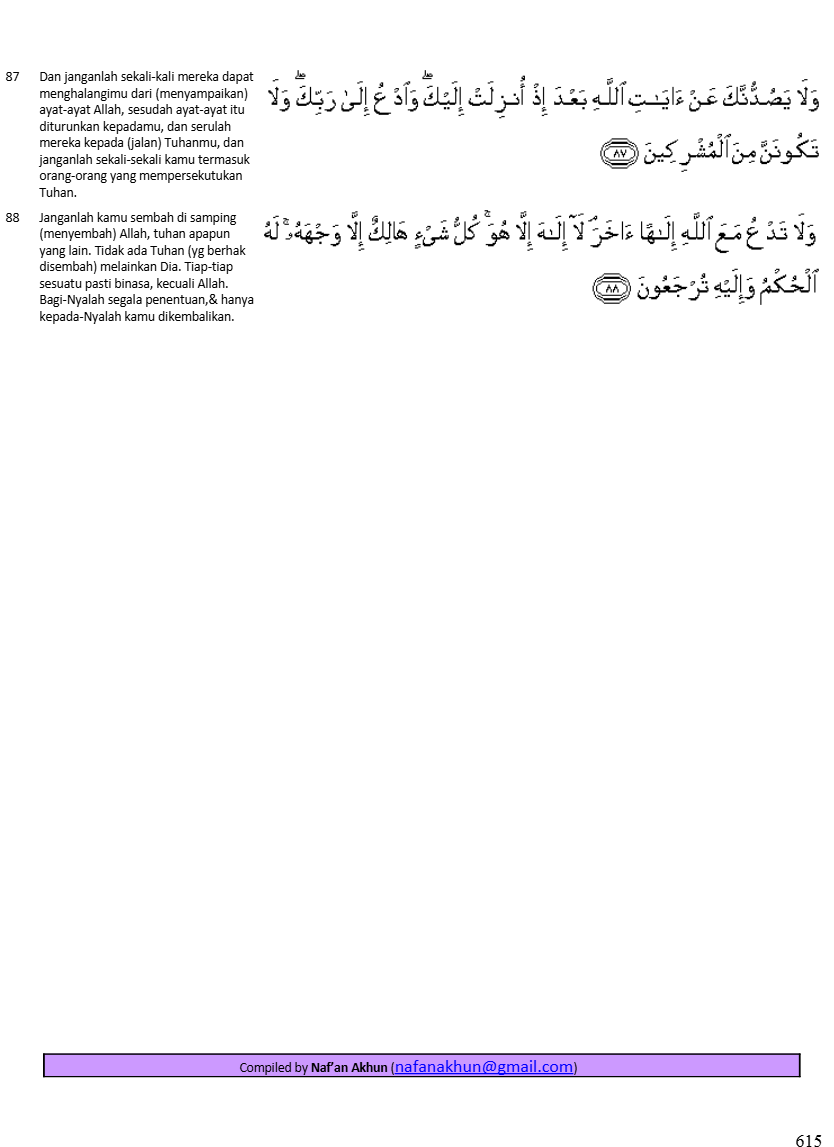 87 Dan janganlah sekali-kali mereka dapat
menghalangimu dari (menyampaikan)
ayat-ayat Allah, sesudah ayat-ayat itu
diturunkan kepadamu, dan serulah
mereka kepada (jalan) Tuhanmu, dan
janganlah sekali-sekali kamu termasuk
orang-orang yang mempersekutukan
Tuhan.
وَلَا يَصُدُّنَّكَ عَنْ ءَايَـٰتِ ٱللَّهِ بَعْدَ إِذْ أُنزِلَتْ إِلَيْكَ ۖ وَٱدْعُ إِلَىٰ رَبِّكَ ۖ وَلَا
تَكُونَنَّ مِنَ ٱلْمُشْرِكِينَ ٨٧
88 Janganlah kamu sembah di samping
(menyembah) Allah, tuhan apapun
yang lain. Tidak ada Tuhan (yg berhak
disembah) melainkan Dia. Tiap-tiap
sesuatu pasti binasa, kecuali Allah.
Bagi-Nyalah segala penentuan,& hanya
kepada-Nyalah kamu dikembalikan.
وَلَا تَدْعُ مَعَ ٱللَّهِ إِلَـٰهًا ءَاخَرَ ۘ لَآ إِلَـٰهَ إِلَّا هُوَ ۚ كُلُّ شَىْءٍ هَالِكٌ إِلَّا وَجْهَهُۥ ۚ لَهُ
ٱلْحُكْمُ وَإِلَيْهِ تُرْجَعُونَ ٨٨
Compiled by Naf’an Akhun (nafanakhun@gmail.com)
615